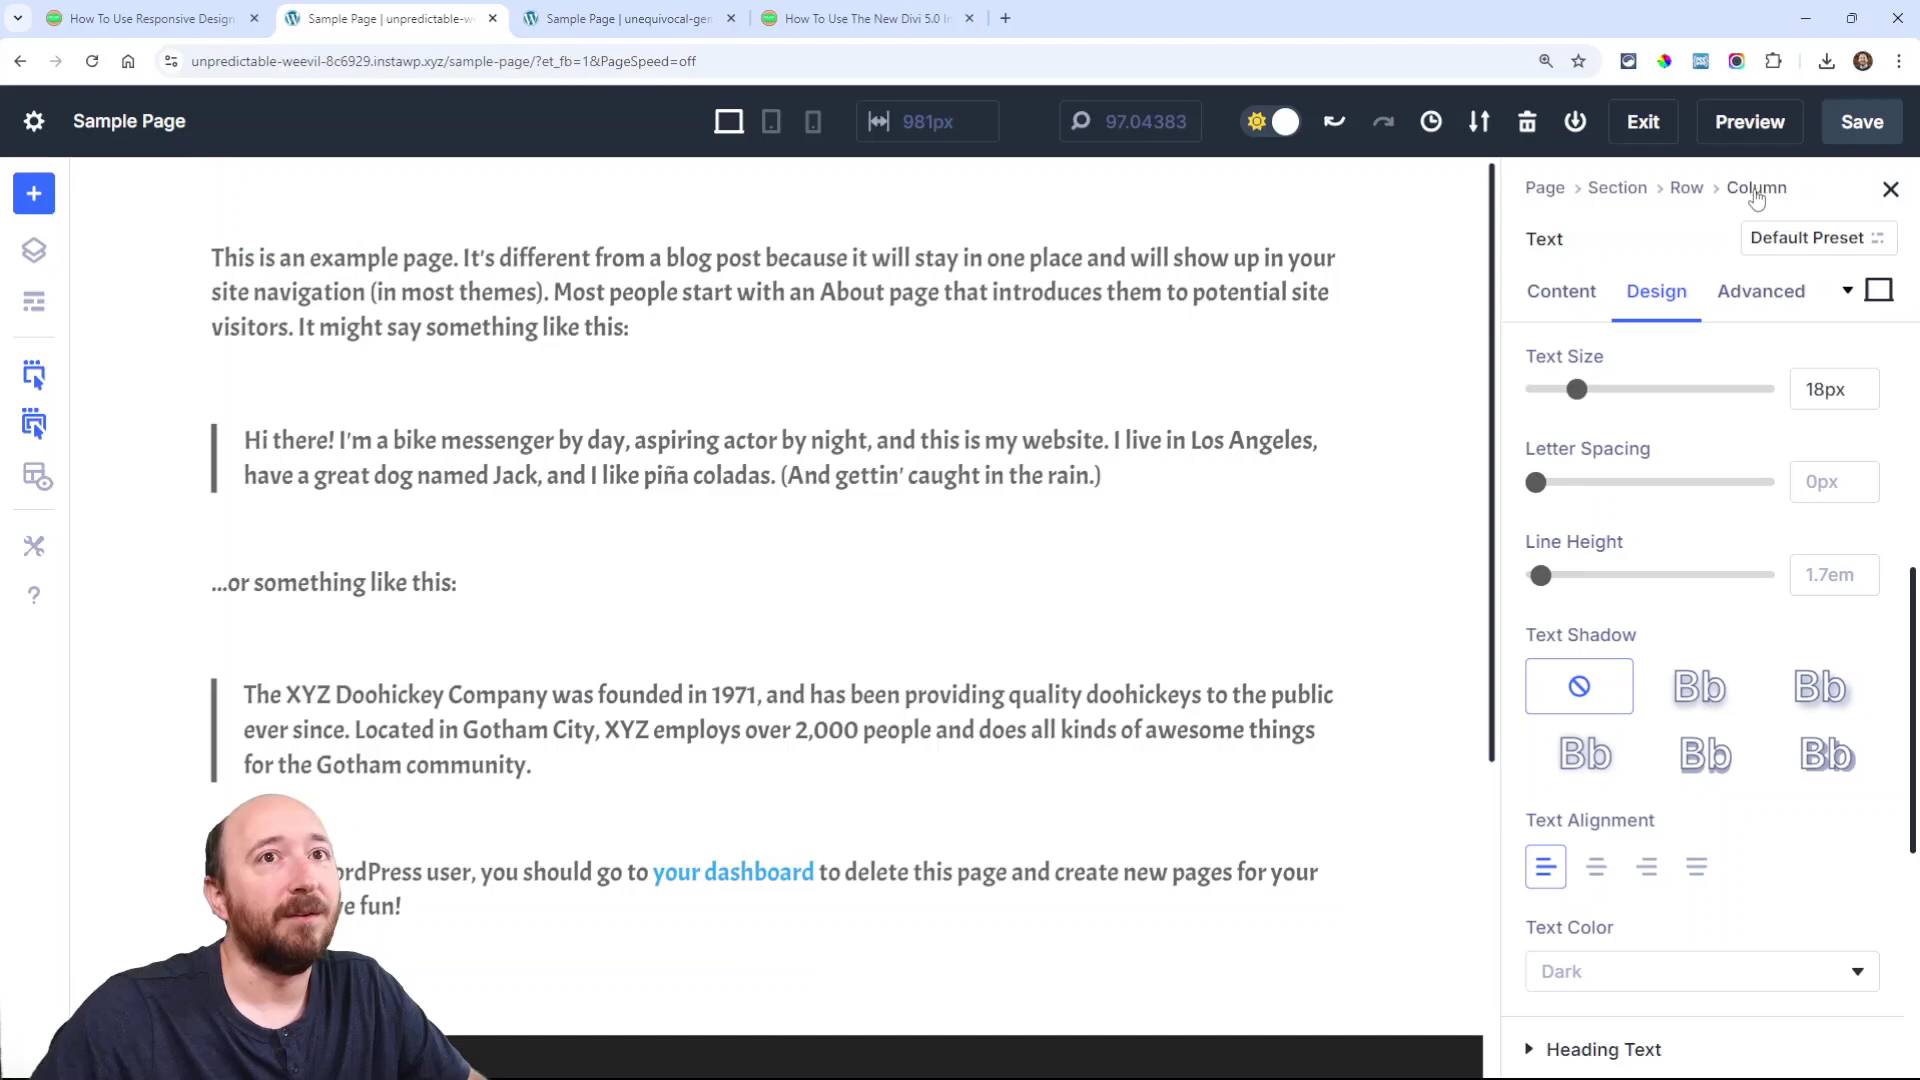 How To Use Responsive Design
Sample Page | unpredictable-w
Sample Page | unequivocal-gen
How To Use The New Divi 5.0 In
unpredictable-weevil-8c6929.instawp.xyz/sample-page/?et_fb=1&PageSpeed=off
Sample Page
981px
97.04383
Exit
Preview
Save
Page
Section
Row
Column
Text
Default Preset
Content
Design
Advanced
This is an example page. It's different from a blog post because it will stay in one place and will show up in your
site navigation (in most themes). Most people start with an About page that introduces them to potential site
visitors. It might say something like this:
Hi there! I'm a bike messenger by day, aspiring actor by night, and this is my website. I live in Los Angeles,
have a great dog named Jack, and I like piña coladas. (And gettin' caught in the rain.)
...or something like this:
The XYZ Doohickey Company was founded in 1971, and has been providing quality doohickeys to the public
ever since. Located in Gotham City, XYZ employs over 2,000 people and does all kinds of awesome things
for the Gotham community.
ordPress user, you should go to your dashboard to delete this page and create new pages for your
ve fun!
Text Size
18px
Letter Spacing
0px
Line Height
1.7em
Text Shadow
Bb
Bb
Bb
Bb
Bb
Text Alignment
Text Color
Dark
Heading Text